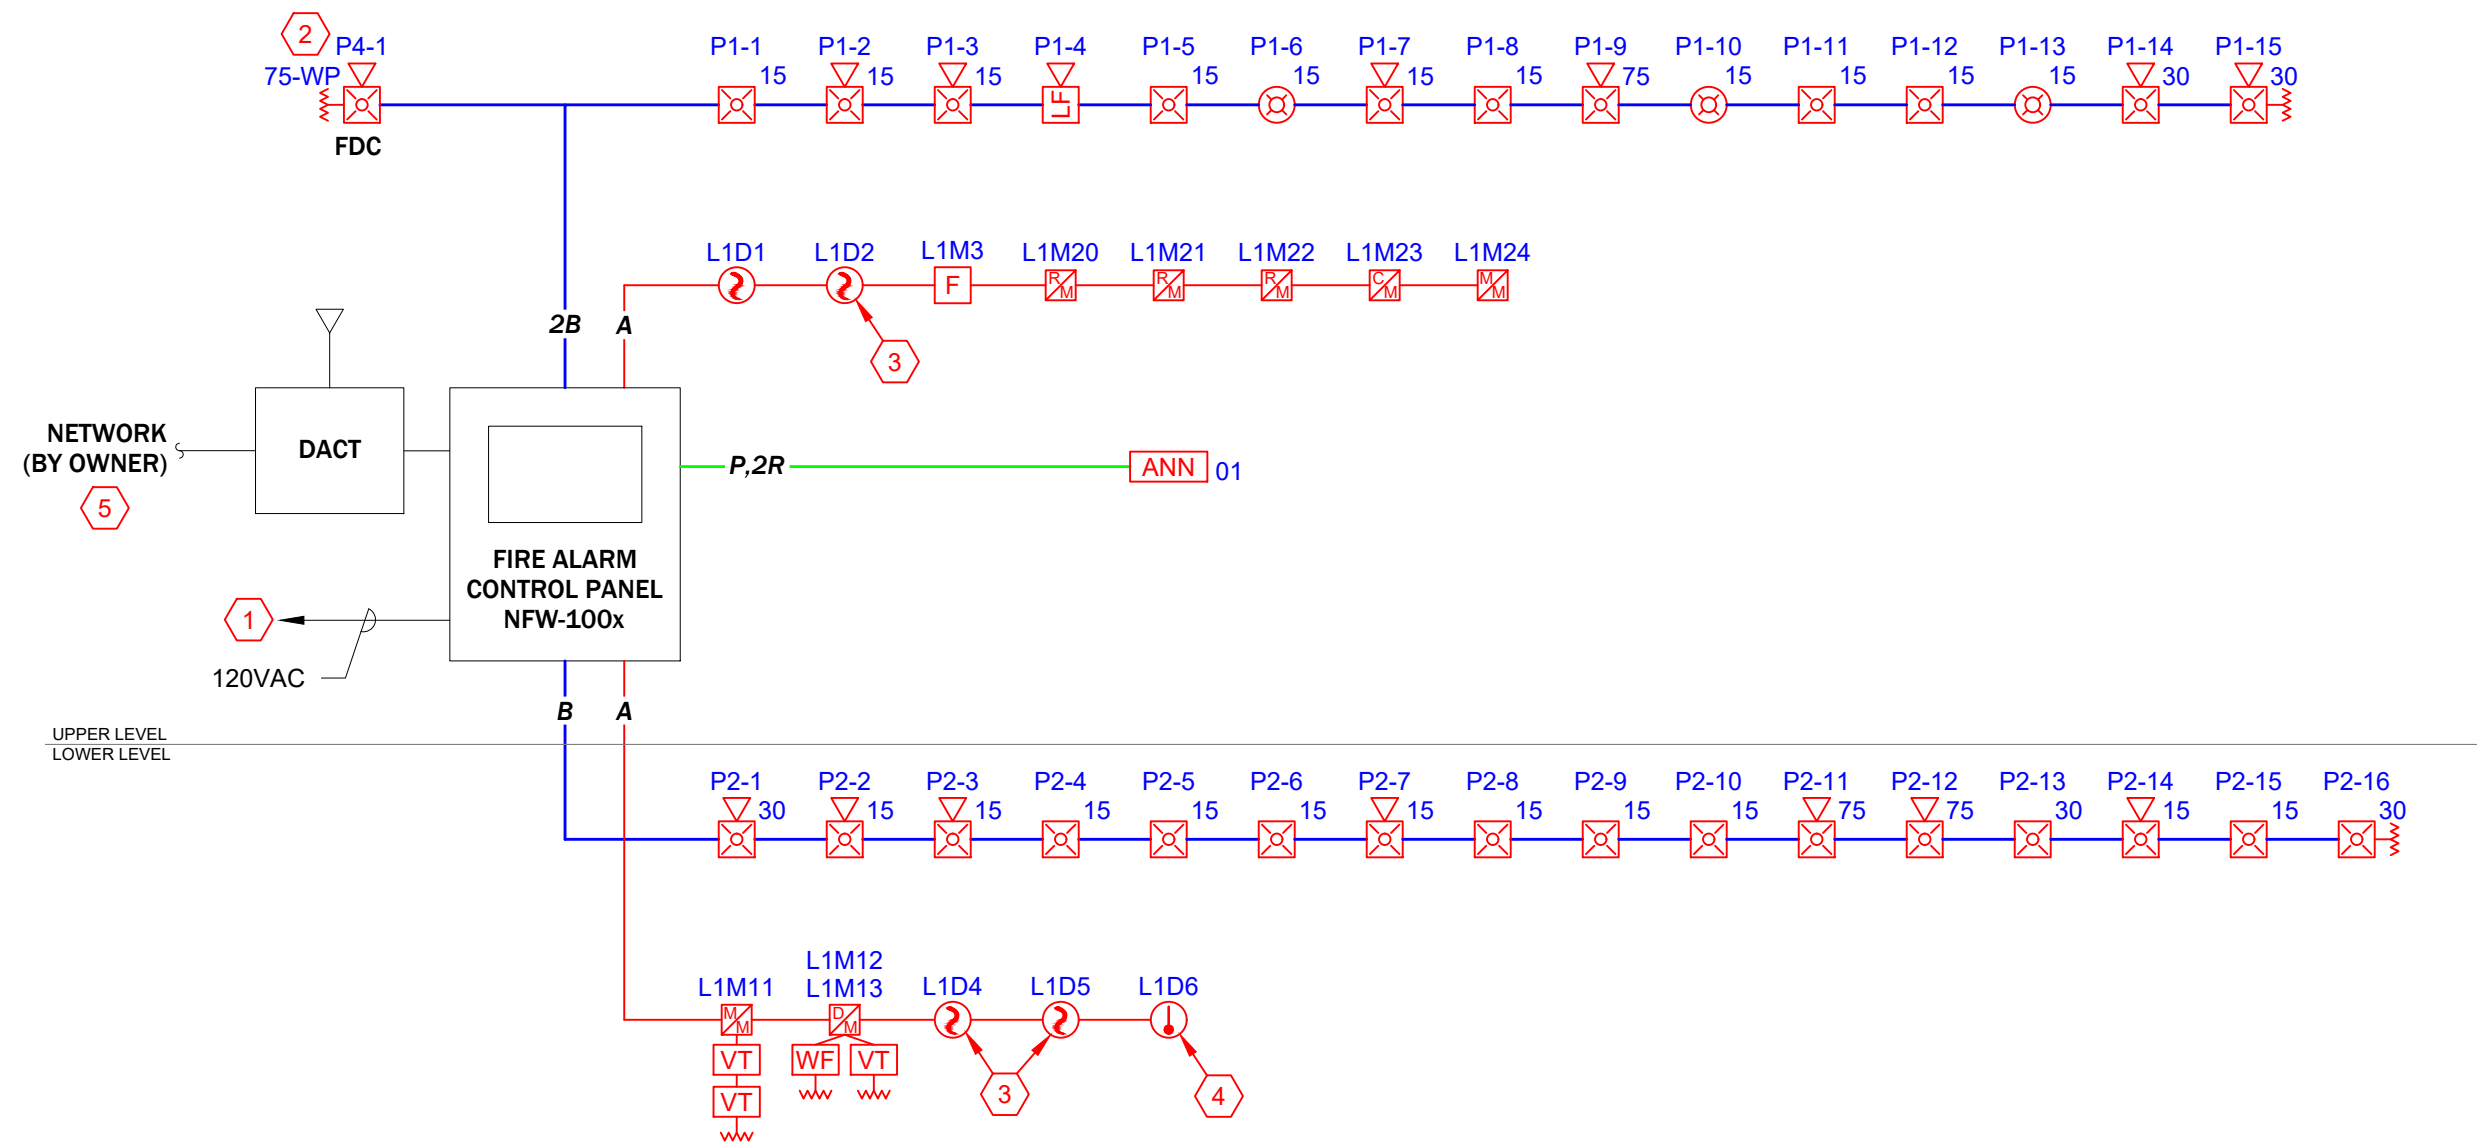 2 P4-1 P1-1 P1-2 P1-3 P1-4 P1-5 P1-6 P1-7 P1-8 P1-9 P1-10 P1-11 P1-12 P1-13 P1-14 P1-15
75-WP 15 15 15 15 15 15 15 75 15 15 15 15 30 30
LF
FDC
L1D1 L1D2 L1M3 L1M20 L1M21 L1M22 L1M23 L1M24
F R M R M R M C M M M
2B A
3
NETWORK
(BY OWNER)
5
DACT
P,2R ANN 01
FIRE ALARM
CONTROL PANEL
NFW-100x
1
120VAC
B A
UPPER LEVEL
LOWER LEVEL
P2-1 P2-2 P2-3 P2-4 P2-5 P2-6 P2-7 P2-8 P2-9 P2-10 P2-11 P2-12 P2-13 P2-14 P2-15 P2-16
30 15 15 15 15 15 15 15 15 15 75 75 30 15 15 30
L1M12
L1M11 L1M13 L1D4 L1D5 L1D6
M M D M
VT WF VT
VT 3 4